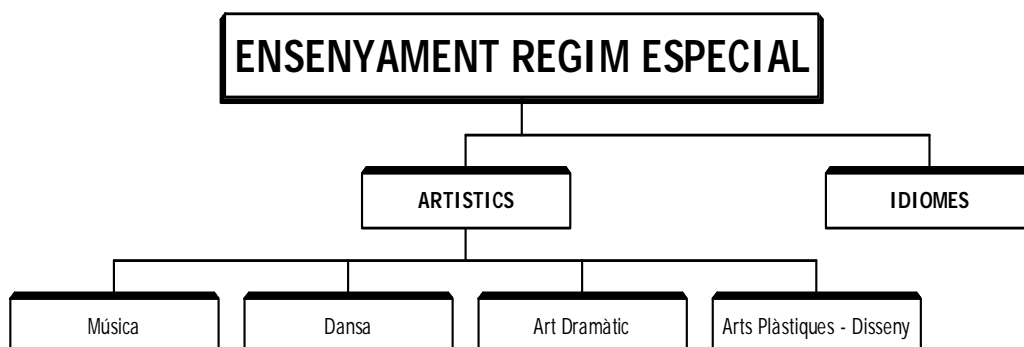 ENSENYAMENT REGIM ESPECIAL
ARTISTICS
IDIOMES
Música
Dansa
Art Dramàtic
Arts Plàstiques - Disseny